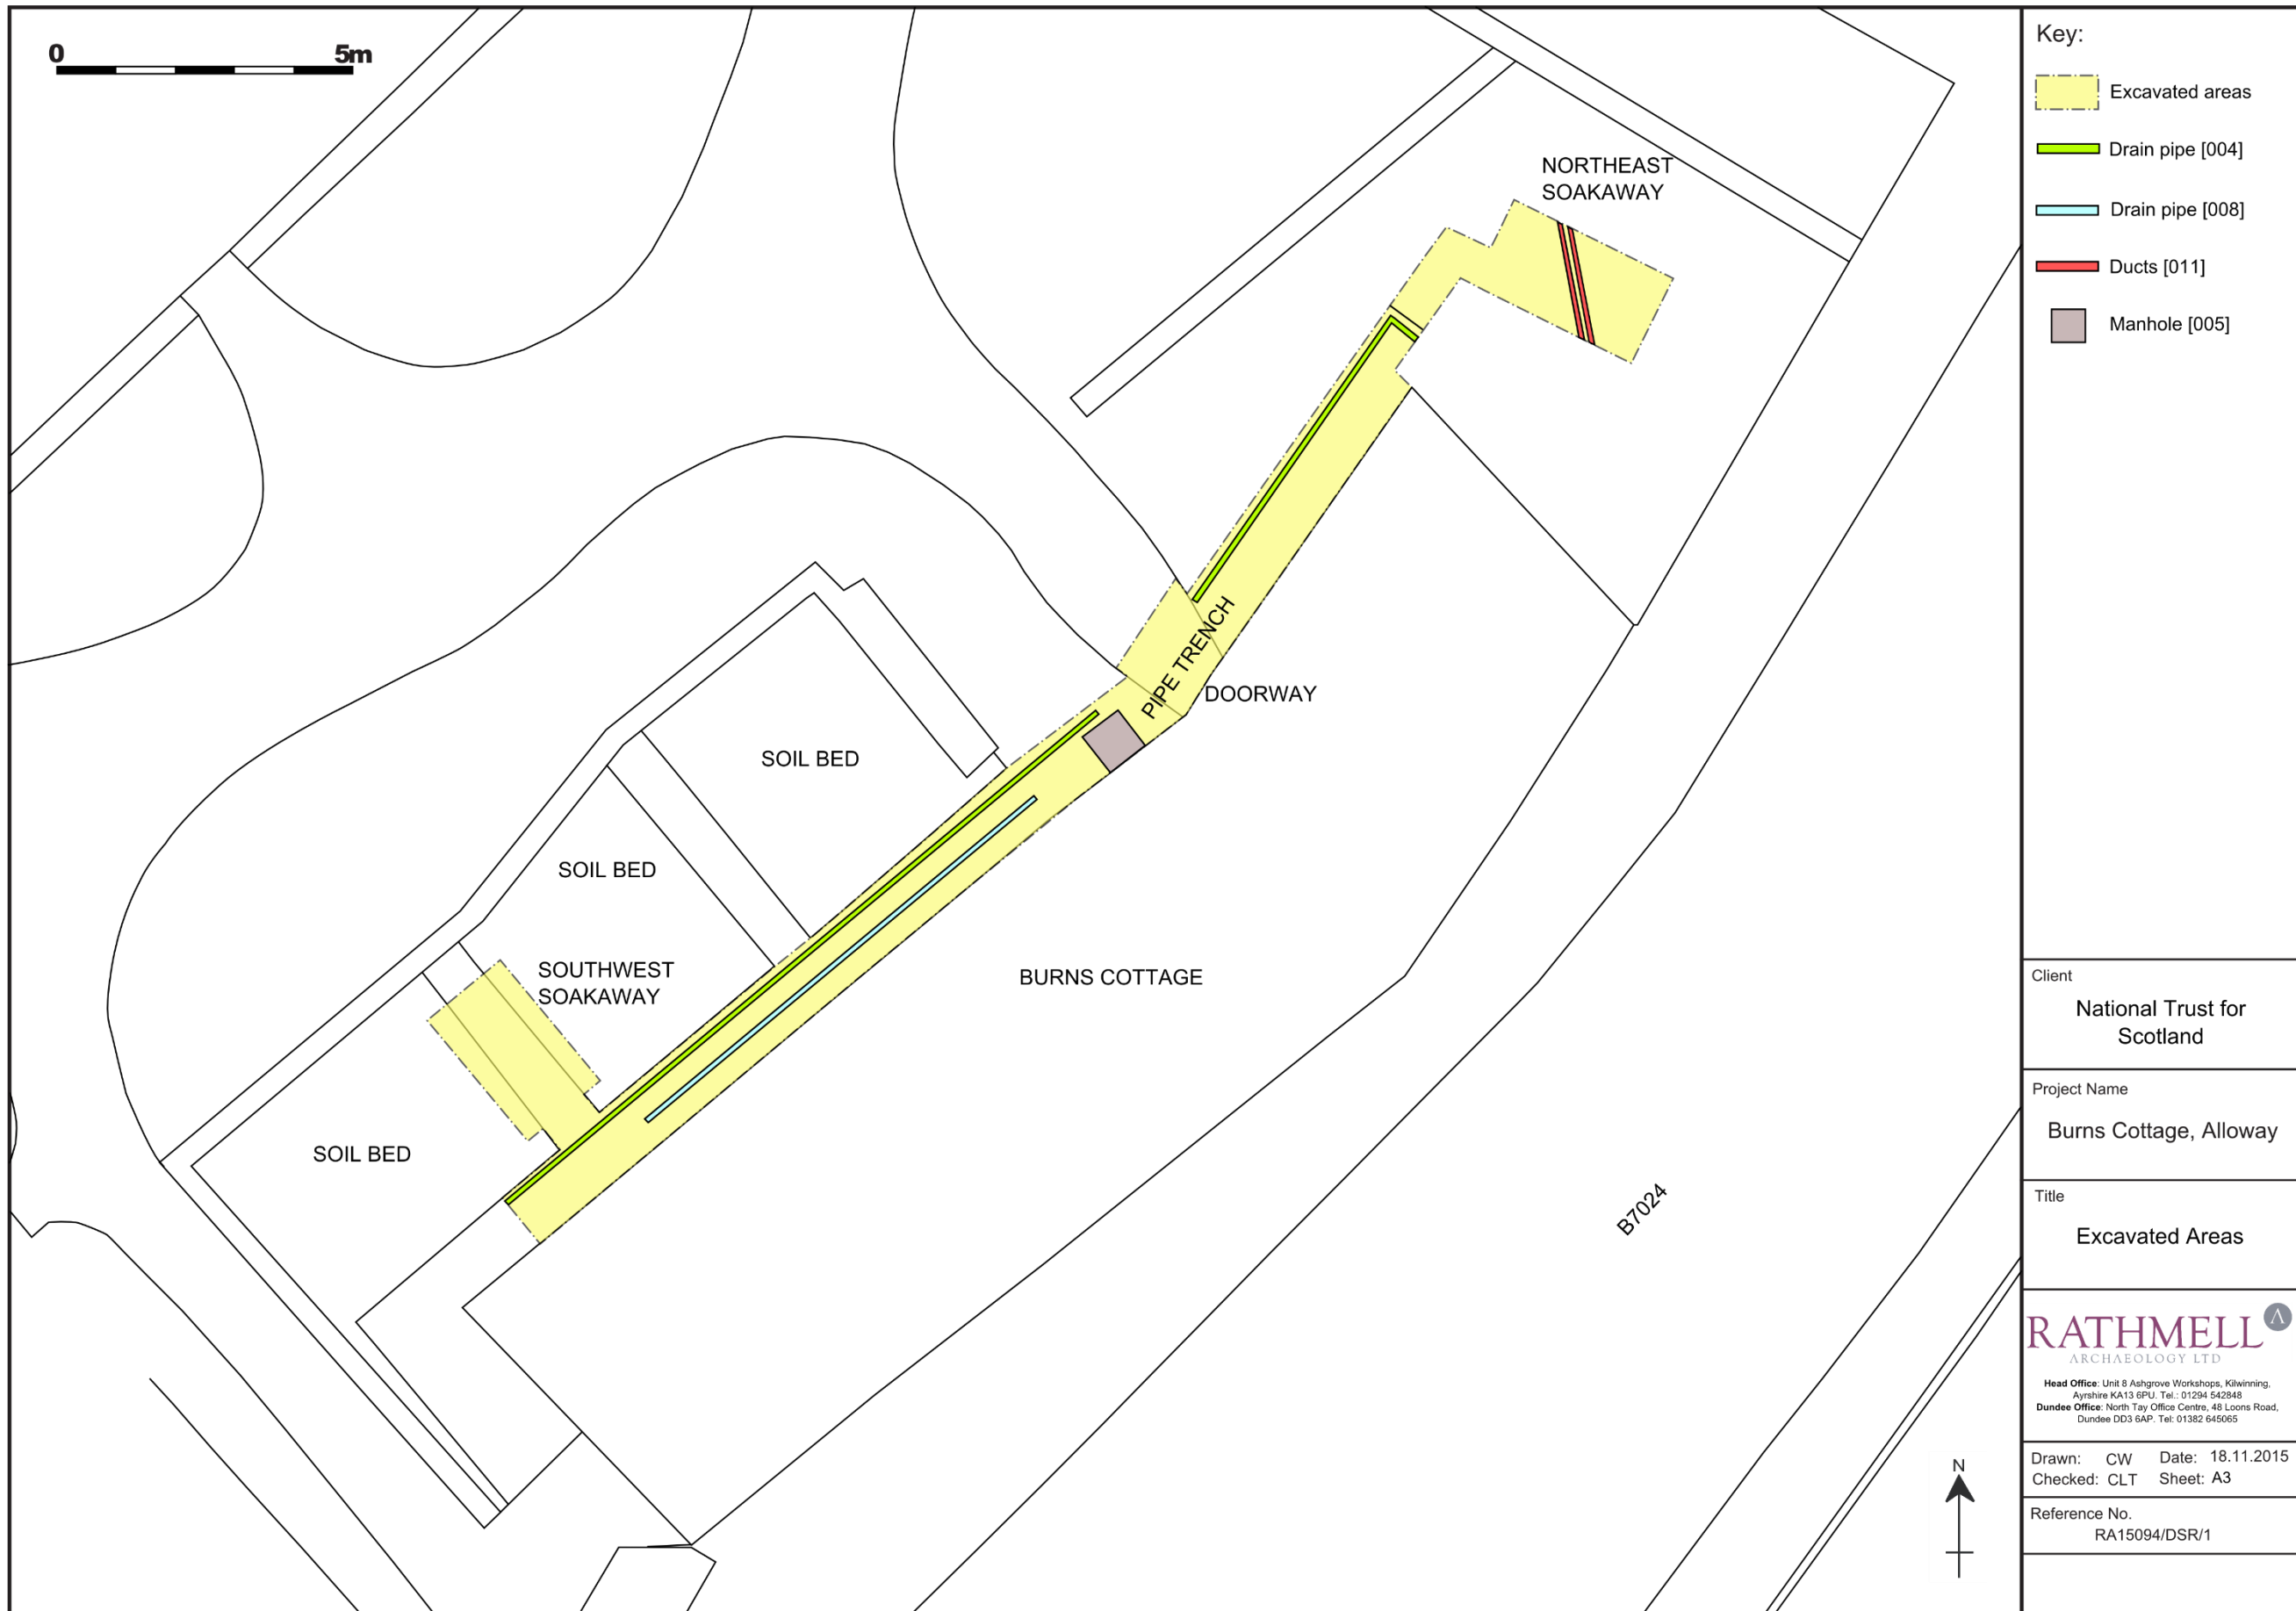 0 5m
NORTHEAST
SOAKAWAY
PIPE TRENCH
DOORWAY
SOIL BED
SOIL BED
SOUTHWEST
SOAKAWAY
BURNS COTTAGE
SOIL BED
B7024
N
Key:
Excavated areas
Drain pipe [004]
Drain pipe [008]
Ducts [011]
Manhole [005]
Client
National Trust for
Scotland
Project Name
Burns Cottage, Alloway
Title
Excavated Areas
RATHMELL Λ
ARCHAEOLOGY LTD
Head Office: Unit 8 Ashgrove Workshops, Kilwinning,
Ayrshire KA13 6PU. Tel.: 01294 542848
Dundee Office: North Tay Office Centre, 48 Loons Road,
Dundee DD3 6AP. Tel: 01382 645065
Drawn: CW Date: 18.11.2015
Checked: CLT Sheet: A3
Reference No.
RA15094/DSR/1